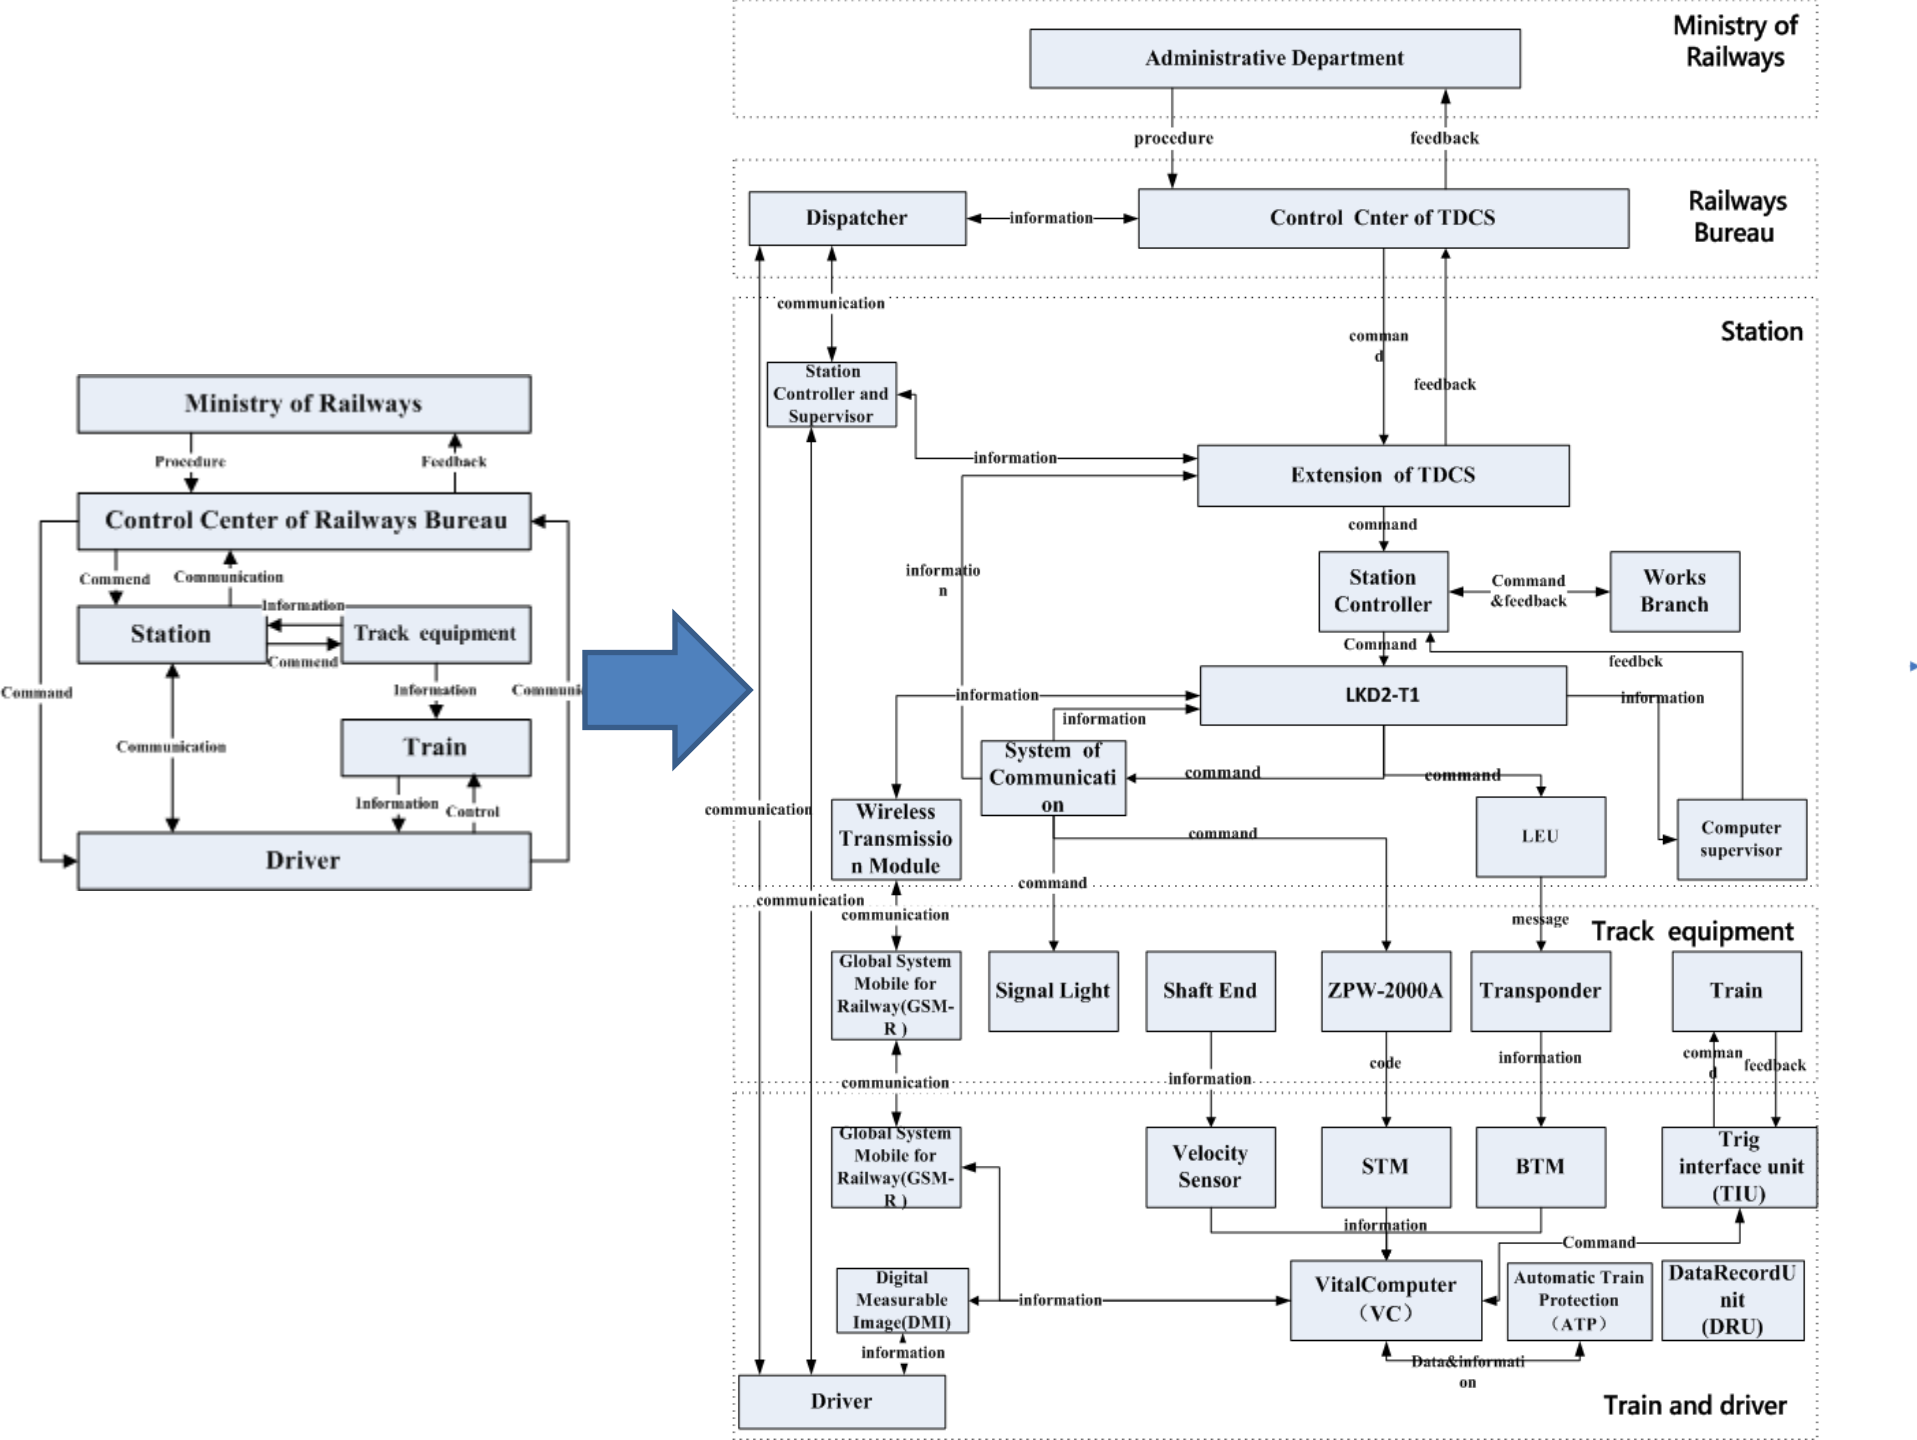 Ministry of Railways
Procedure
Feedback
Control Center of Railways Bureau
Commend
Communication
Information
Station
Track equipment
Commend
Command
Information
Communi
Train
Communication
Information
Control
Driver
Ministry of
Railways
Administrative Department
procedure
feedback
Railways
Bureau
Dispatcher
information
Control Cnter of TDCS
communication
Station
comman
d
feedback
Station
Controller and
Supervisor
information
Extension of TDCS
command
informatio
n
Station
Controller
Command
&feedback
Works
Branch
Command
feedbck
information
LKD2-T1
information
information
System of
Communicati
on
command
command
communication
Wireless
Transmissio
n Module
command
LEU
Computer
supervisor
command
communication
communication
message
Track equipment
Global System
Mobile for
Railway(GSM-
R )
Signal Light
Shaft End
ZPW-2000A
Transponder
Train
communication
information
code
information
comman
d
feedback
Global System
Mobile for
Railway(GSM-
R )
Velocity
Sensor
STM
BTM
Trig
interface unit
(TIU)
information
Command
Digital
Measurable
Image(DMI)
information
VitalComputer
（VC）
Automatic Train
Protection
（ATP）
DataRecordU
nit
(DRU)
information
Data&informati
on
Driver
Train and driver